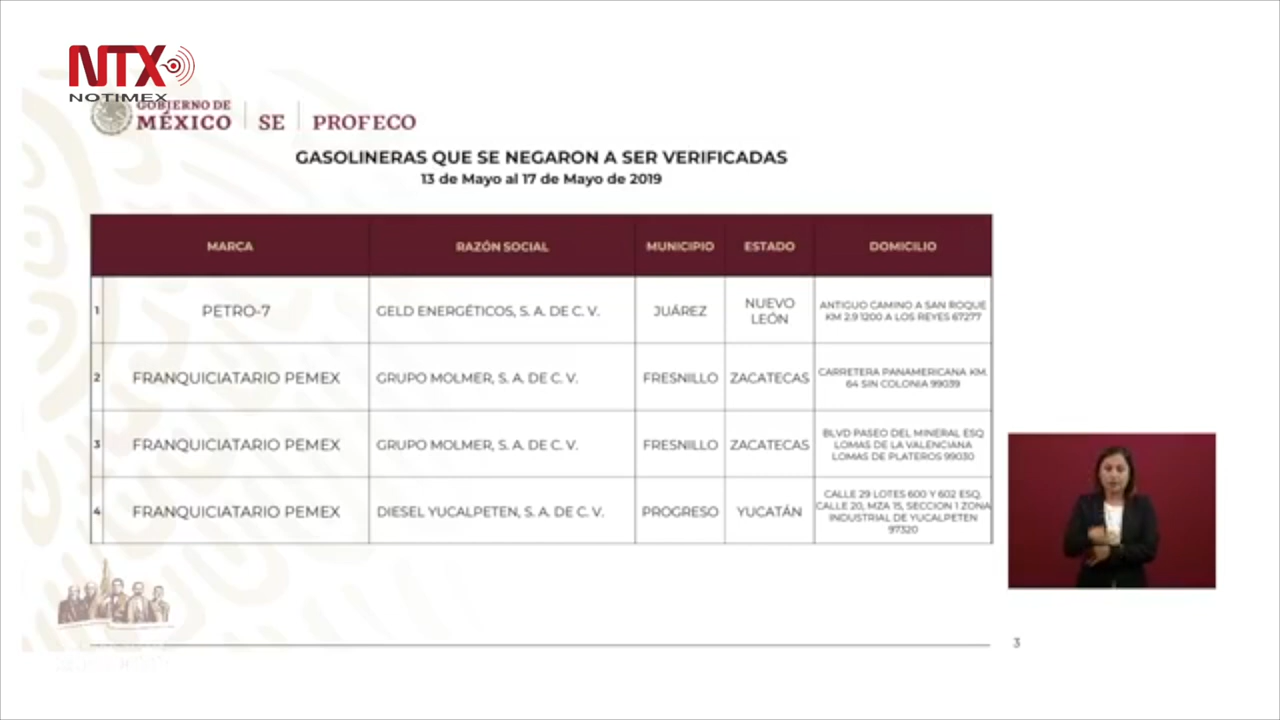 NTX
NOTIMEX
GOBIERNO DE
MÉXICO
SE
PROFECO
GASOLINERAS QUE SE NEGARON A SER VERIFICADAS
13 de Mayo al 17 de Mayo de 2019
MARCA RAZÓN SOCIAL MUNICIPIO ESTADO DOMICILIO
1 PETRO-7 GELD ENERGÉTICOS, S. A. DE C. V. JUÁREZ NUEVO
LEÓN ANTIGUO CAMINO A SAN ROQUE
KM 2.9 1200 A LOS REYES 67277
2 FRANQUICIATARIO PEMEX GRUPO MOLMER, S. A. DE C. V. FRESNILLO ZACATECAS CARRETERA PANAMERICANA KM.
64 SIN COLONIA 99039
3 FRANQUICIATARIO PEMEX GRUPO MOLMER, S. A. DE C. V. FRESNILLO ZACATECAS BLVD PASEO DEL MINERAL ESQ
LOMAS DE LA VALENCIANA
LOMAS DE PLATEROS 99030
4 FRANQUICIATARIO PEMEX DIESEL YUCALPETEN, S. A. DE C. V. PROGRESO YUCATÁN CALLE 29 LOTES 600 Y 602 ESQ.
CALLE 20, MZA 15, SECCION 1 ZONA
INDUSTRIAL DE YUCALPETEN
97320
3